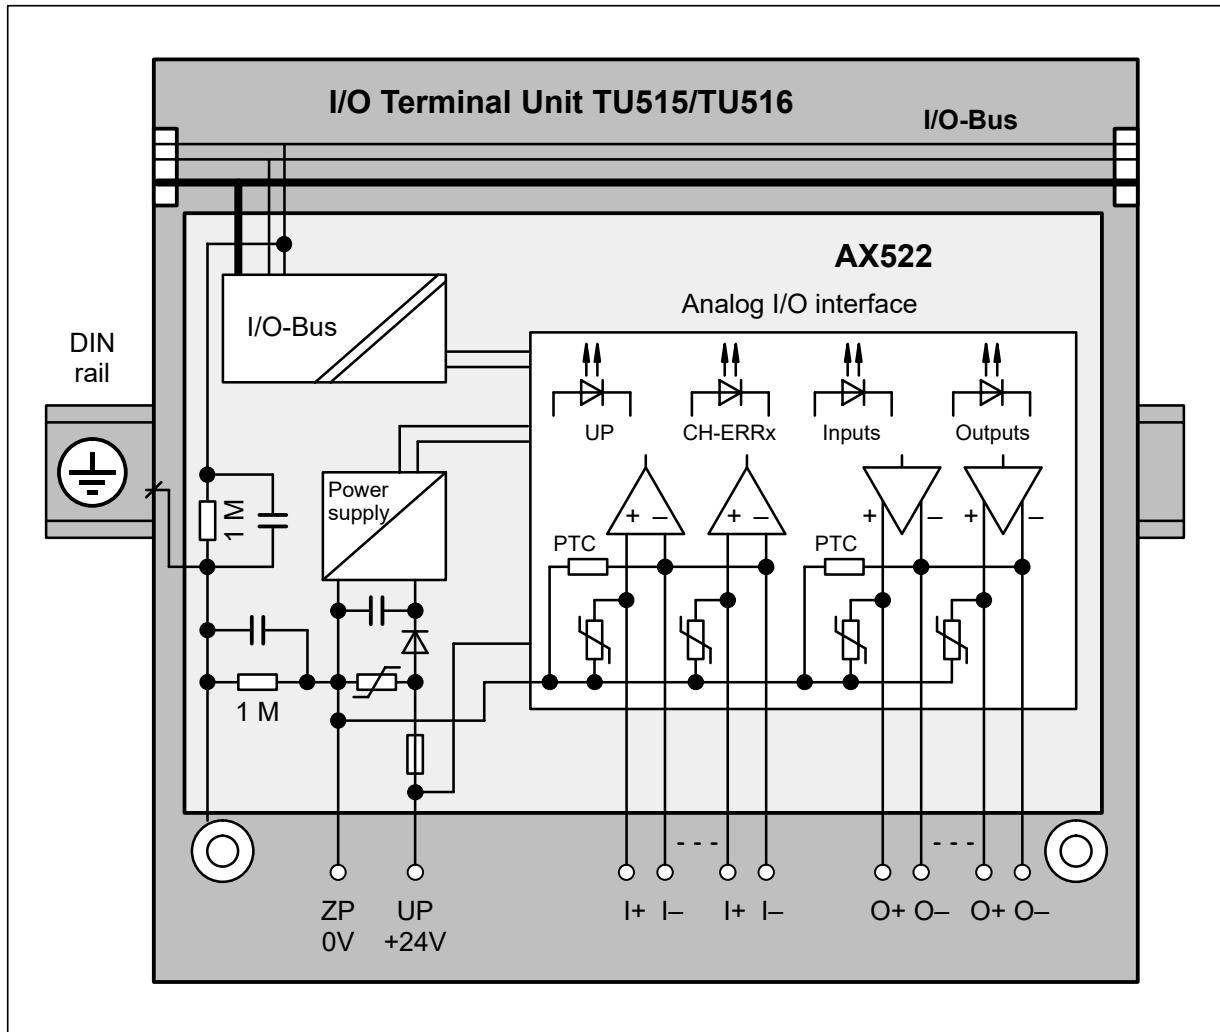 I/O Terminal Unit TU515/TU516
I/O-Bus
AX522
Analog I/O interface
I/O-Bus
DIN
rail
UP
CH-ERRx
Inputs
Outputs
Power
supply
1 M
+ –
+ –
+ –
+ –
PTC
PTC
1 M
- - -
- - -
ZP
0V
UP
+24V
I+ I–
I+ I–
O+ O–
O+ O–